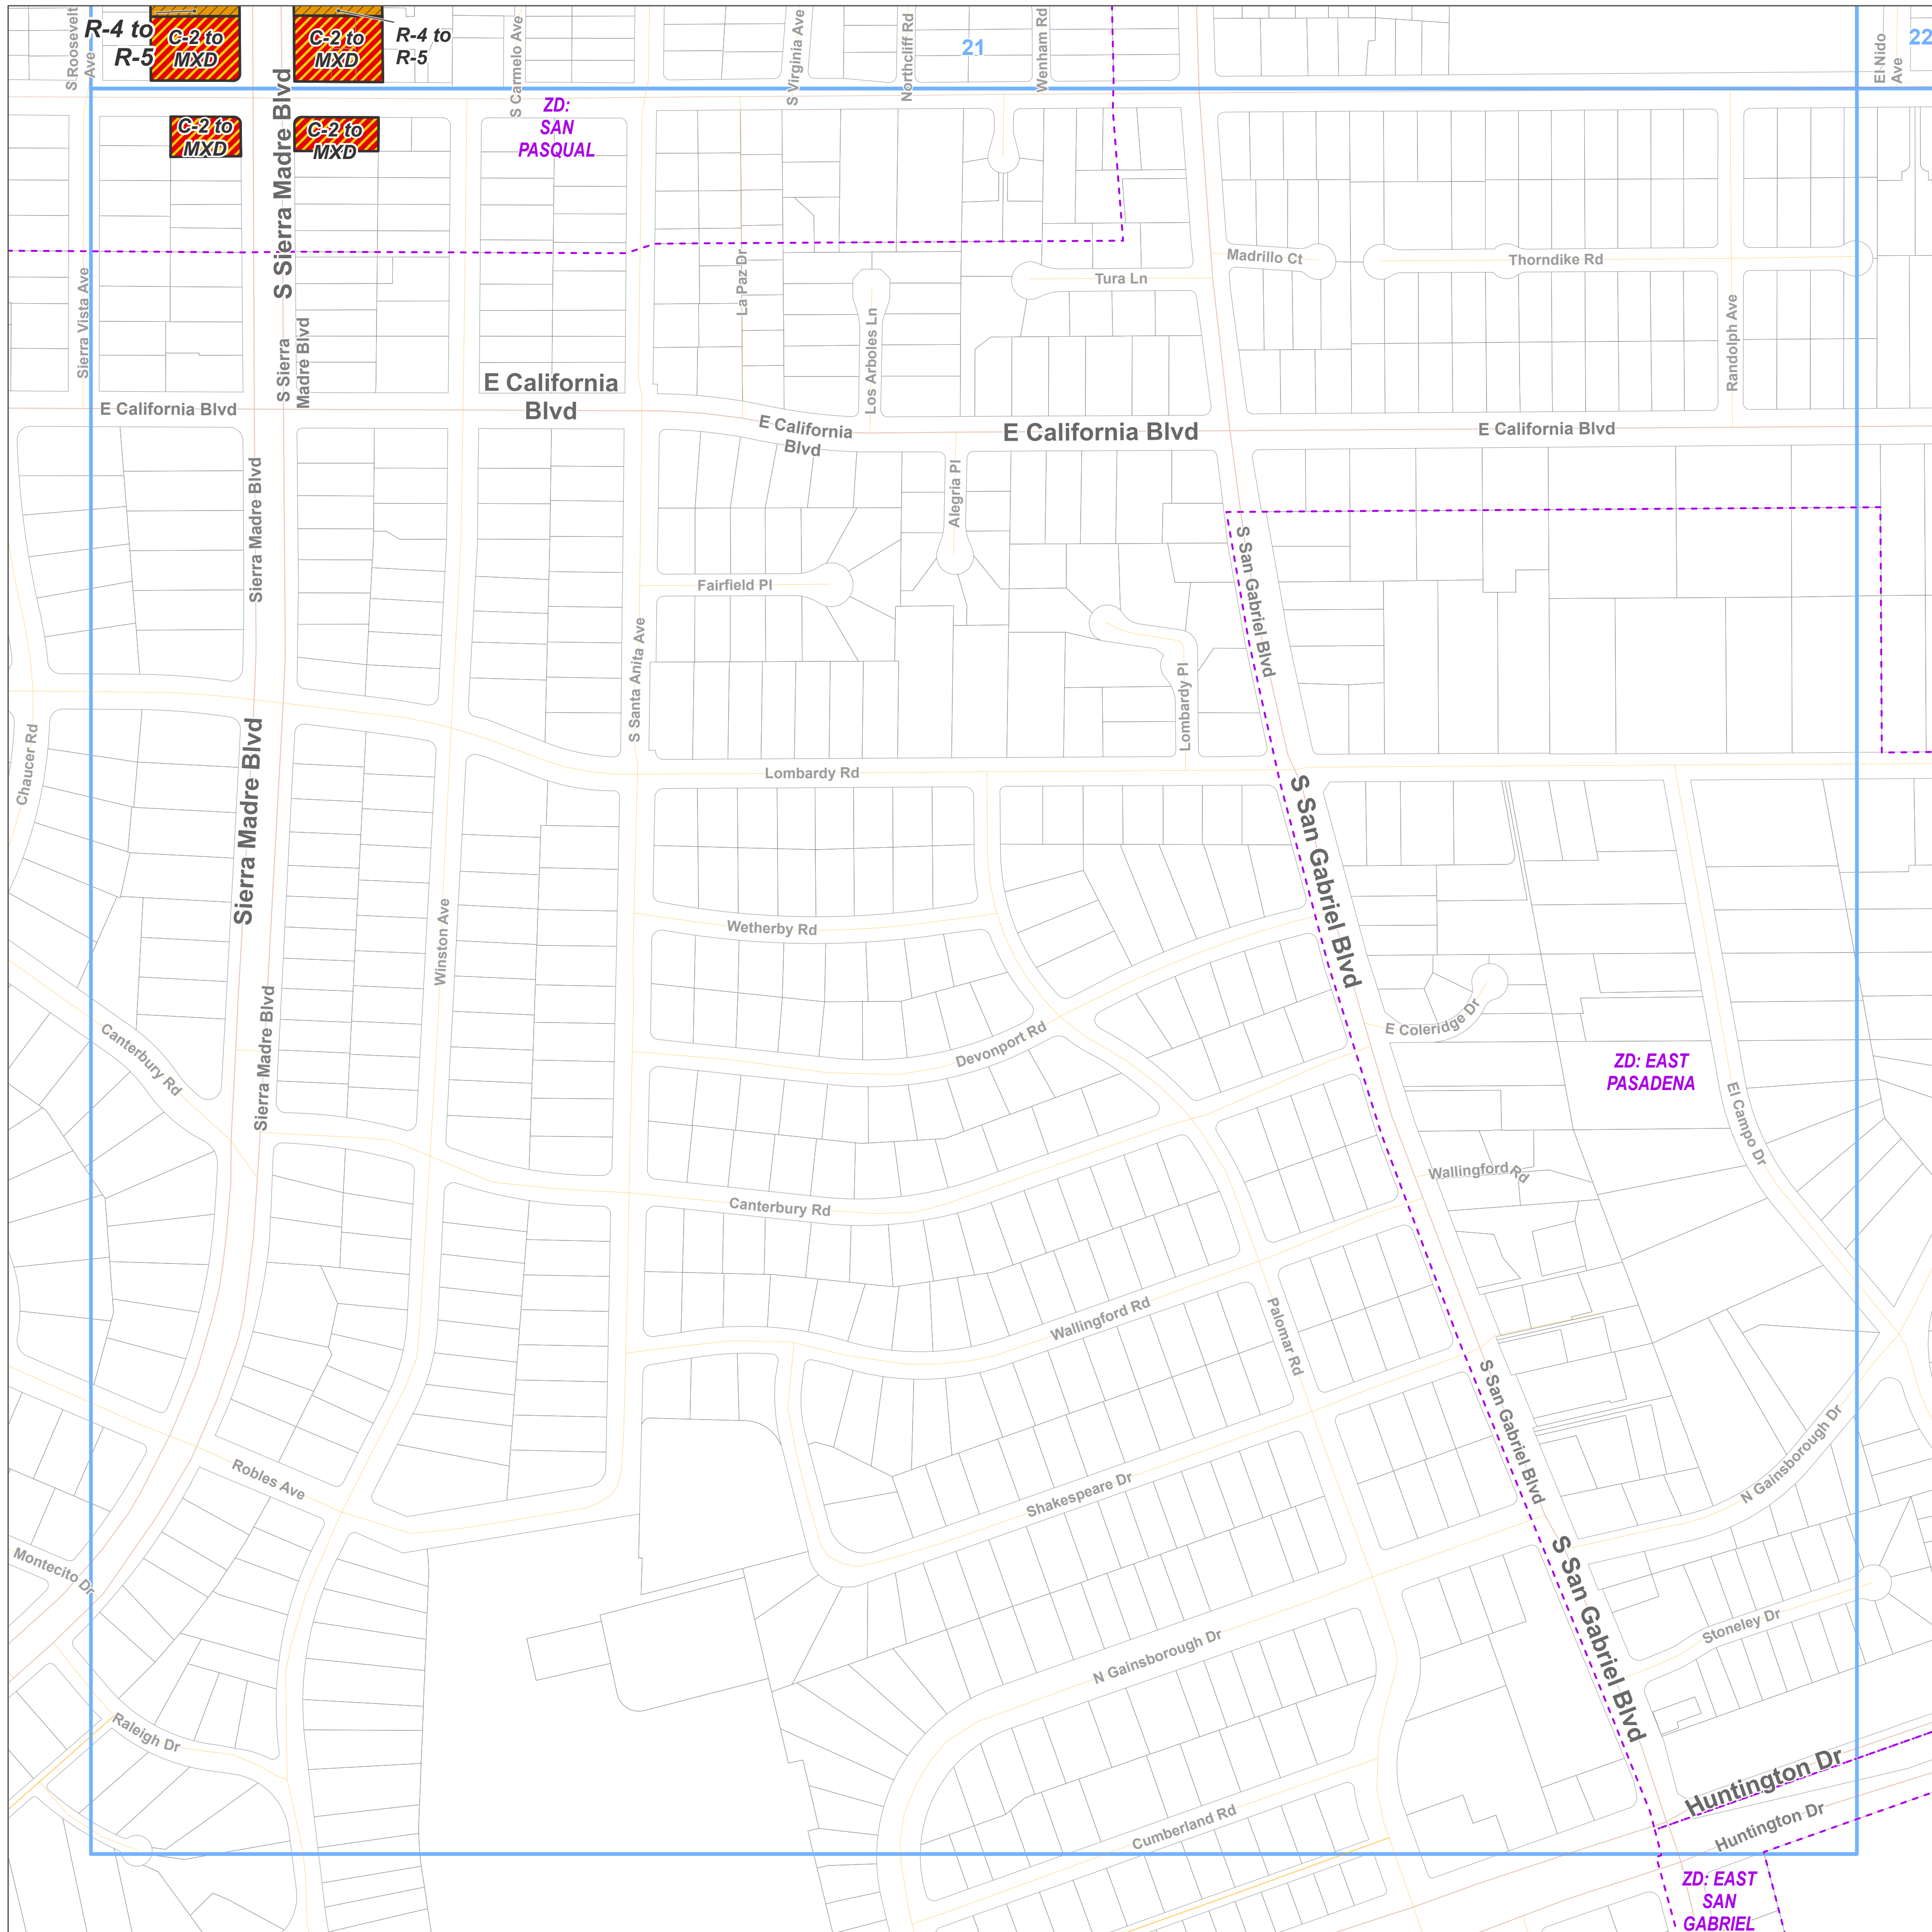 S Roosevelt
Ave
R-4 to
R-5
C-2 to
MXD
C-2 to
MXD
R-4 to
R-5
S Carmelo Ave
S Virginia Ave
Northcliff Rd
21
Wenham Rd
El Nido
Ave
22
C-2 to
MXD
C-2 to
MXD
S Sierra Madre Blvd
ZD:
SAN
PASQUAL
Sierra Vista Ave
S Sierra
Madre Blvd
La Paz Dr
Los Arboles Ln
Tura Ln
Madrillo Ct
Thorndike Rd
Randolph Ave
E California Blvd
E California
Blvd
E California
Blvd
E California Blvd
E California Blvd
Sierra Madre Blvd
Alegria Pl
S San Gabriel Blvd
Fairfield Pl
S Santa Anita Ave
Lombardy Pl
Chaucer Rd
Sierra Madre Blvd
Lombardy Rd
S San Gabriel Blvd
Winston Ave
Wetherby Rd
Canterbury Rd
Sierra Madre Blvd
Devonport Rd
E Coleridge Dr
ZD: EAST
PASADENA
El Campo Dr
Wallingford Rd
Canterbury Rd
Wallingford Rd
Palomar Rd
S San Gabriel Blvd
N Gainsborough Dr
Robles Ave
Shakespeare Dr
Montecito Dr
S San Gabriel Blvd
Stoneley Dr
N Gainsborough Dr
Raleigh Dr
Huntington Dr
Cumberland Rd
Huntington Dr
ZD: EAST
SAN
GABRIEL